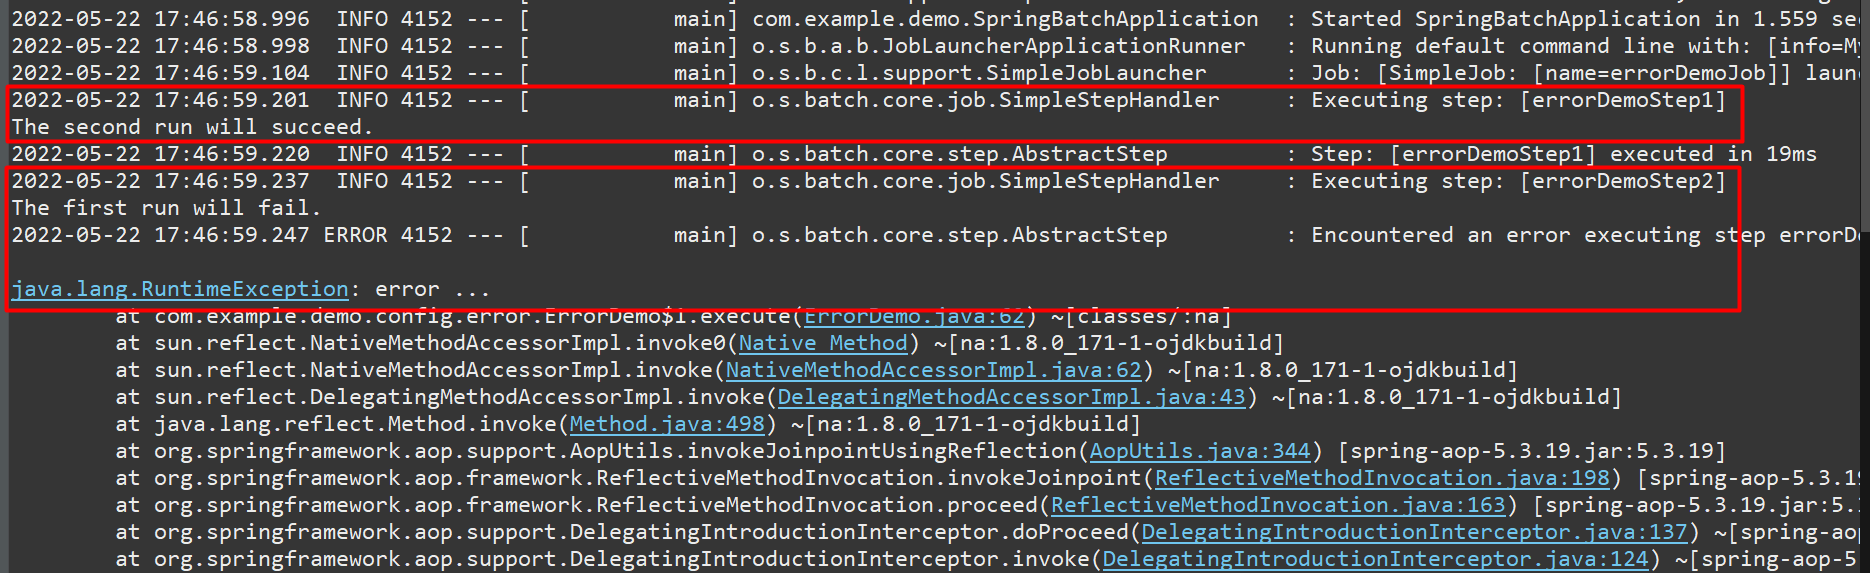 2022-05-22 17:46:58.996  INFO 4152 --- [           main] com.example.demo.SpringBatchApplication  : Started SpringBatchApplication in 1.559
2022-05-22 17:46:58.998  INFO 4152 --- [           main] o.s.b.a.b.JobLauncherApplicationRunner   : Running default command line with:
2022-05-22 17:46:59.104  INFO 4152 --- [           main] o.s.b.c.l.support.SimpleJobLauncher      : Job: [SimpleJob: [name=errorDemoJob]]
2022-05-22 17:46:59.201  INFO 4152 --- [           main] o.s.batch.core.job.SimpleStepHandler     : Executing step: [errorDemoStep1]
The second run will succeed.
2022-05-22 17:46:59.220  INFO 4152 --- [           main] o.s.batch.core.step.AbstractStep         : Step: [errorDemoStep1] executed in 19ms
2022-05-22 17:46:59.237  INFO 4152 --- [           main] o.s.batch.core.job.SimpleStepHandler     : Executing step: [errorDemoStep2]
The first run will fail.
2022-05-22 17:46:59.247 ERROR 4152 --- [           main] o.s.batch.core.step.AbstractStep         : Encountered an error executing step
java.lang.RuntimeException: error ...
at com.example.demo.config.error.ErrorDemo$1.execute(ErrorDemo.java:62) ~[classes/:na]
at sun.reflect.NativeMethodAccessorImpl.invoke0(Native Method) ~[na:1.8.0_171-1-ojdkbuild]
at sun.reflect.NativeMethodAccessorImpl.invoke(NativeMethodAccessorImpl.java:62) ~[na:1.8.0_171-1-ojdkbuild]
at sun.reflect.DelegatingMethodAccessorImpl.invoke(DelegatingMethodAccessorImpl.java:43) ~[na:1.8.0_171-1-ojdkbuild]
at java.lang.reflect.Method.invoke(Method.java:498) ~[na:1.8.0_171-1-ojdkbuild]
at org.springframework.aop.support.AopUtils.invokeJoinpointUsingReflection(AopUtils.java:344) [spring-aop-5.3.19.jar:5.3.19]
at org.springframework.aop.framework.ReflectiveMethodInvocation.invokeJoinpoint(ReflectiveMethodInvocation.java:198) [spring-aop-5.3.19
at org.springframework.aop.framework.ReflectiveMethodInvocation.proceed(ReflectiveMethodInvocation.java:163) [spring-aop-5.3.19.jar:5.3.
at org.springframework.aop.support.DelegatingIntroductionInterceptor.doProceed(DelegatingIntroductionInterceptor.java:137) ~[spring-aop
at org.springframework.aop.support.DelegatingIntroductionInterceptor.invoke(DelegatingIntroductionInterceptor.java:124) ~[spring-aop-5